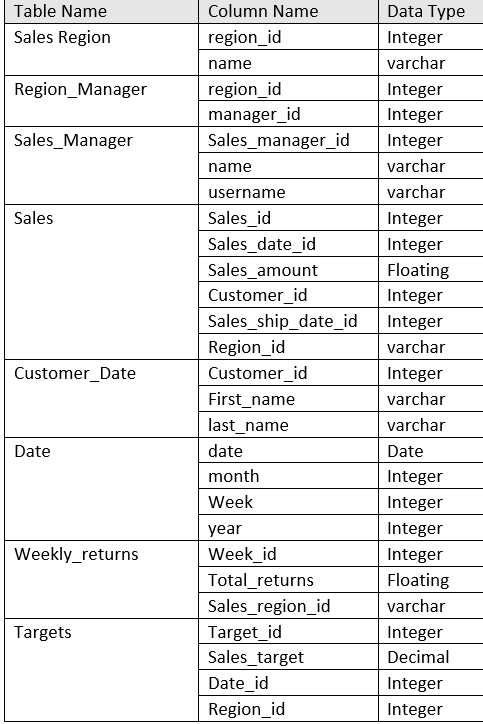 Table Name Column Name Data Type
Sales Region region_id Integer
name varchar
Region_Manager region_id Integer
manager_id Integer
Sales_Manager Sales_manager_id Integer
name varchar
username varchar
Sales Sales_id Integer
Sales_date_id Integer
Sales_amount Floating
Customer_id Integer
Sales_ship_date_id Integer
Region_id varchar
Customer_Date Customer_id Integer
First_name varchar
last_name varchar
Date date Date
month Integer
Week Integer
year Integer
Weekly_returns Week_id Integer
Total_returns Floating
Sales_region_id varchar
Targets Target_id Integer
Sales_target Decimal
Date_id Integer
Region_id Integer